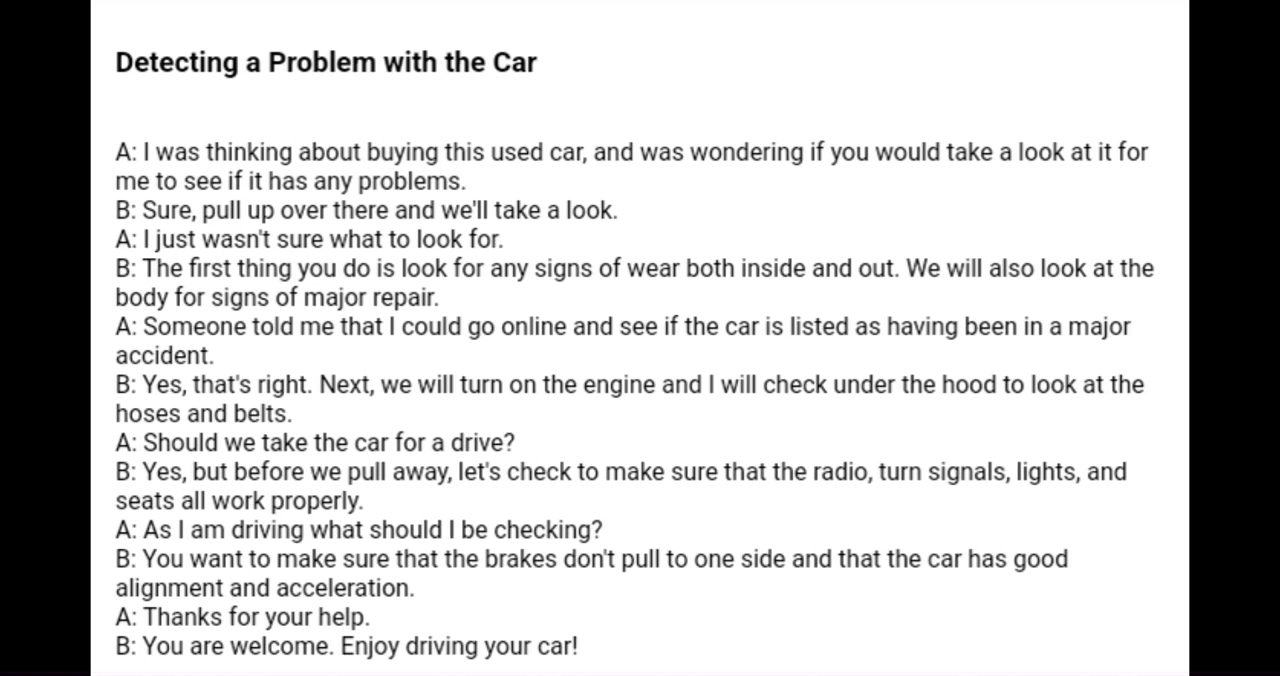 Detecting a Problem with the Car
A: I was thinking about buying this used car, and was wondering if you would take a look at it for
me to see if it has any problems.
B: Sure, pull up over there and we'll take a look.
A: I just wasn't sure what to look for.
B: The first thing you do is look for any signs of wear both inside and out. We will also look at the
body for signs of major repair.
A: Someone told me that I could go online and see if the car is listed as having been in a major
accident.
B: Yes, that's right. Next, we will turn on the engine and I will check under the hood to look at the
hoses and belts.
A: Should we take the car for a drive?
B: Yes, but before we pull away, let's check to make sure that the radio, turn signals, lights, and
seats all work properly.
A: As I am driving what should I be checking?
B: You want to make sure that the brakes don't pull to one side and that the car has good
alignment and acceleration.
A: Thanks for your help.
B: You are welcome. Enjoy driving your car!